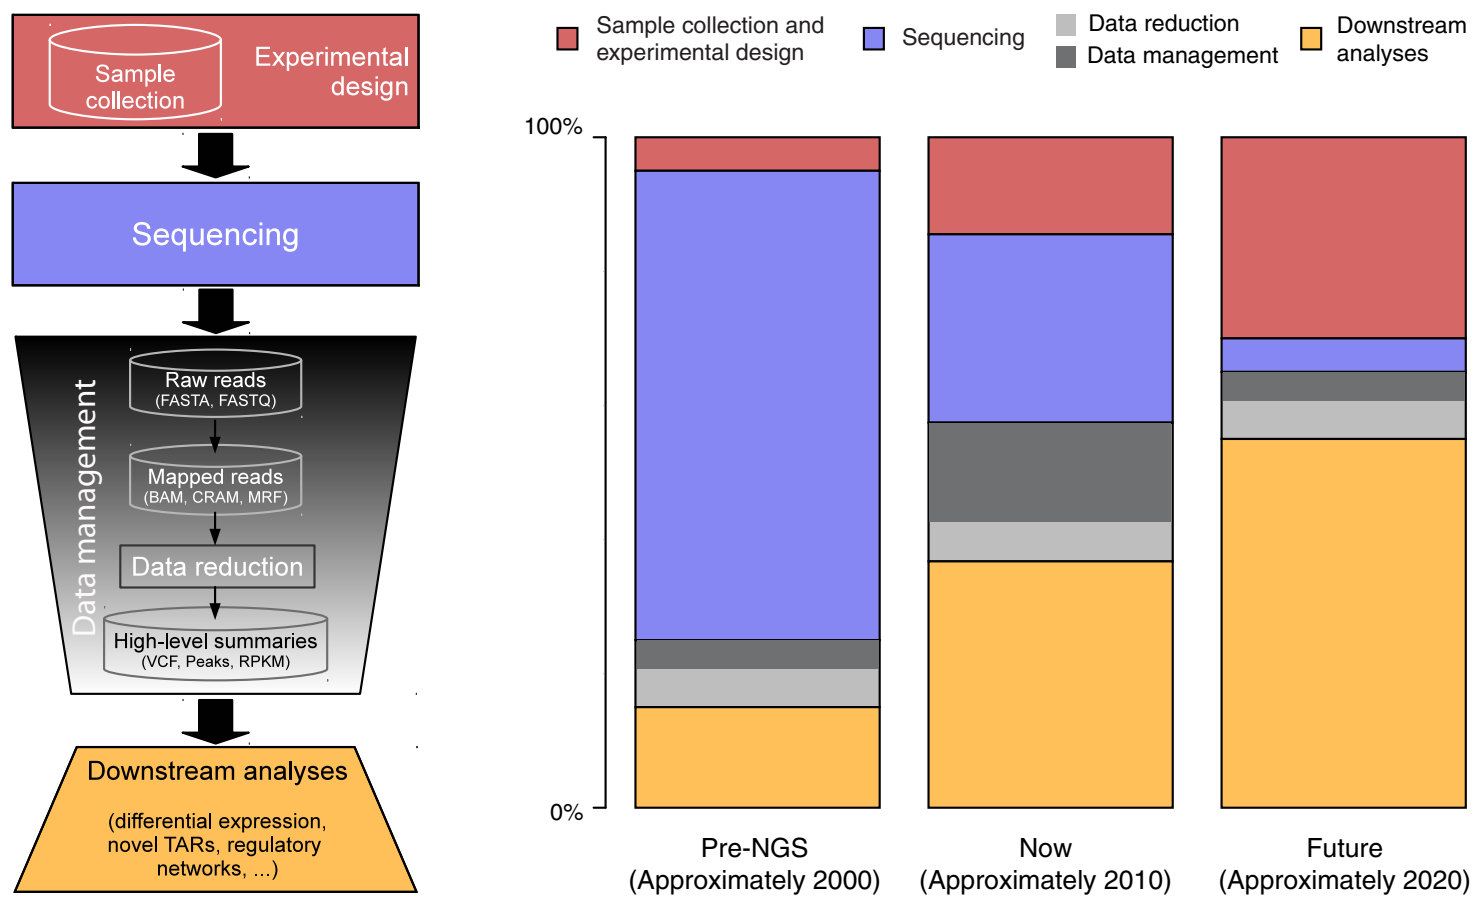 Sample
collection
Experimental
design
Sequencing
Data management
Raw reads
(FASTA, FASTQ)
Mapped reads
(BAM, CRAM, MRF)
Data reduction
High-level summaries
(VCF, Peaks, RPKM)
Downstream analyses
(differential expression,
novel TARs, regulatory
networks, ...)
Sample collection and
experimental design
Sequencing
Data reduction
Data management
Downstream
analyses
100%
0%
Pre-NGS
(Approximately 2000)
Now
(Approximately 2010)
Future
(Approximately 2020)